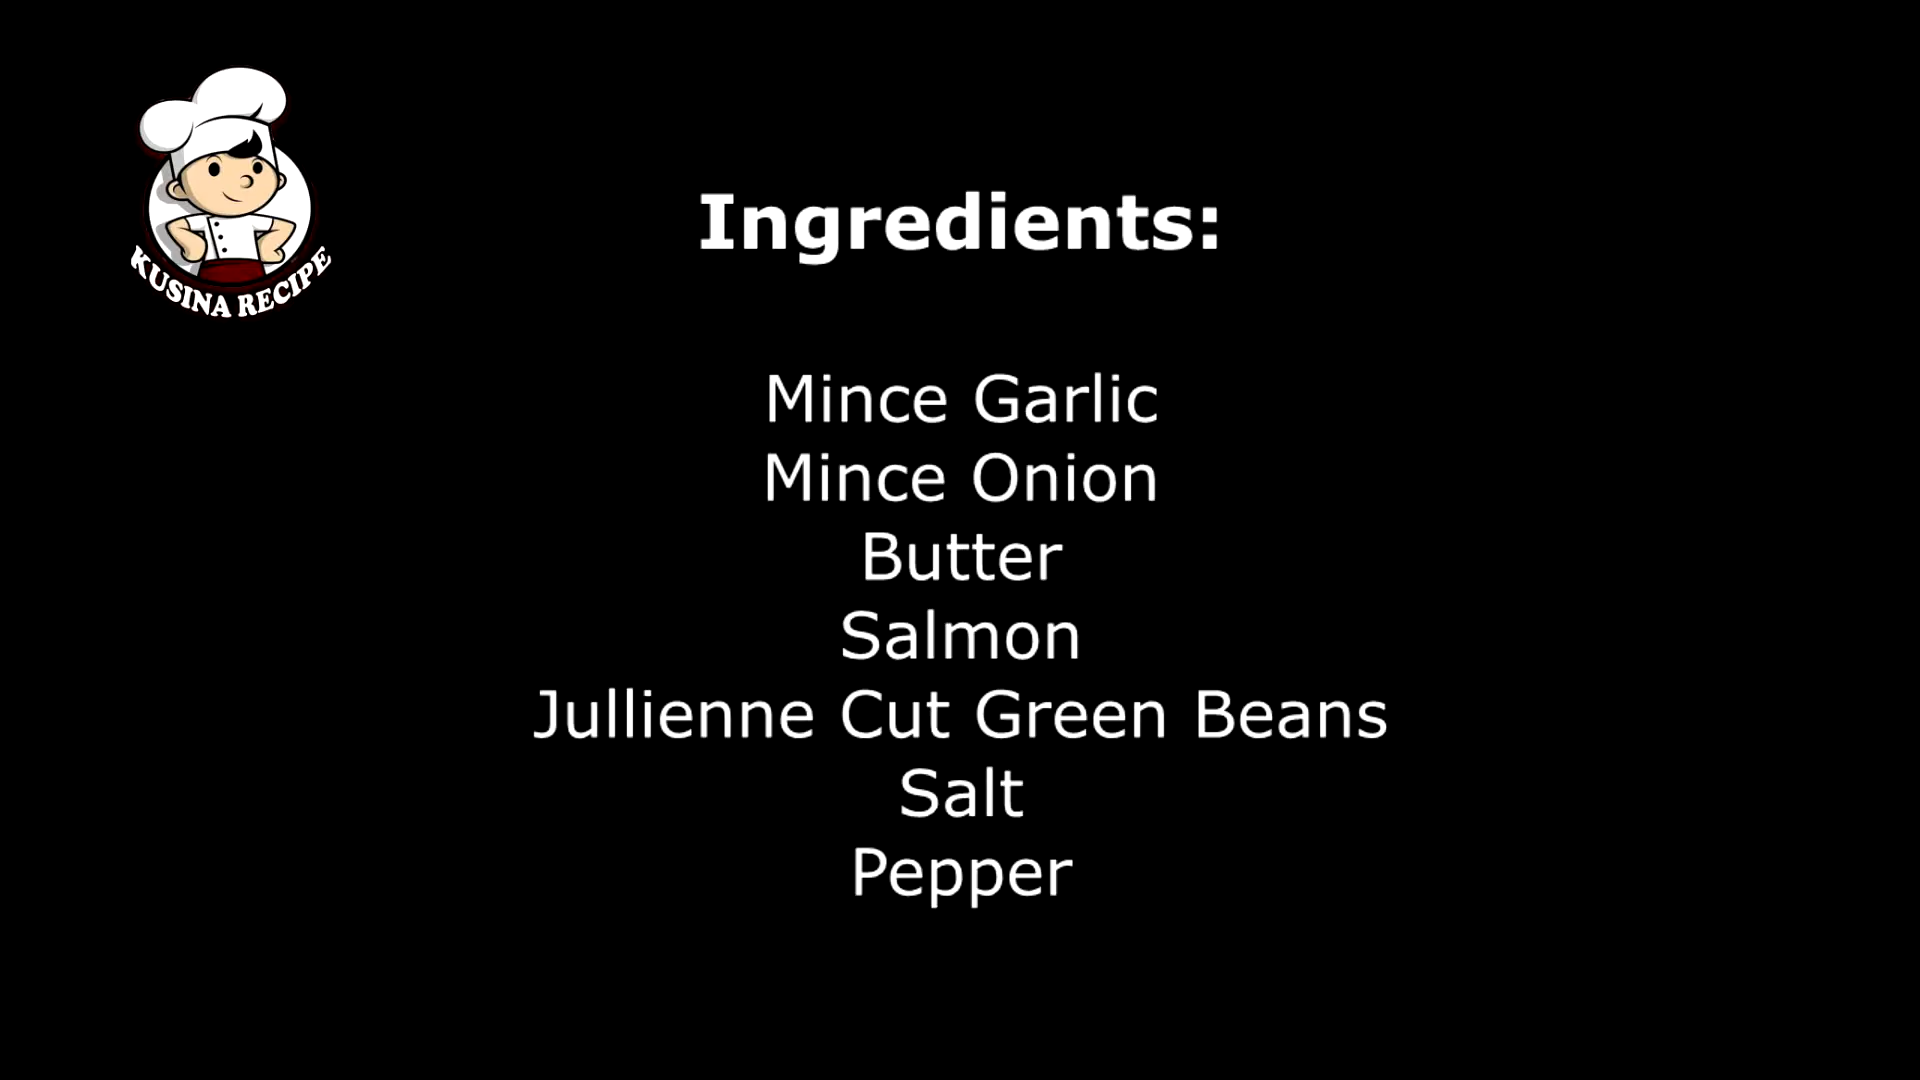 KUSINA RECIPE
Ingredients:
Mince Garlic
Mince Onion
Butter
Salmon
Jullienne Cut Green Beans
Salt
Pepper